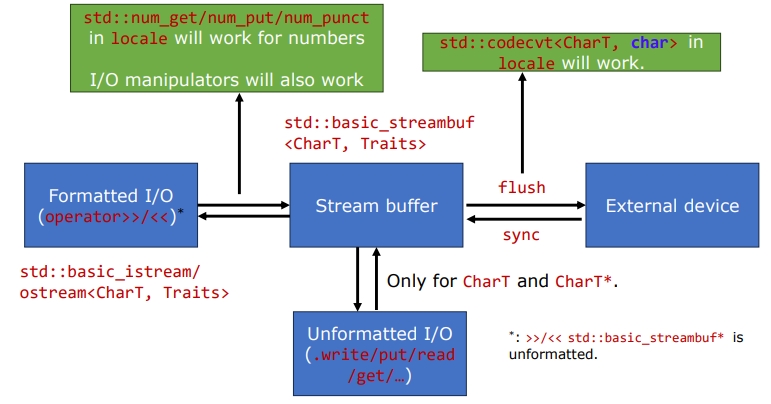 std::num_get/num_put/num_punct
in locale will work for numbers
I/O manipulators will also work
std::codecvt<CharT, char> in
locale will work.
std::basic_streambuf
<CharT, Traits>
Formatted I/O
(operator>>/<<)*
Stream buffer
flush
sync
External device
std::basic_istream/
ostream<CharT, Traits>
Only for CharT and CharT*.
Unformatted I/O
(.write/put/read
/get/…)
*: >>/<< std::basic_streambuf* is
unformatted.